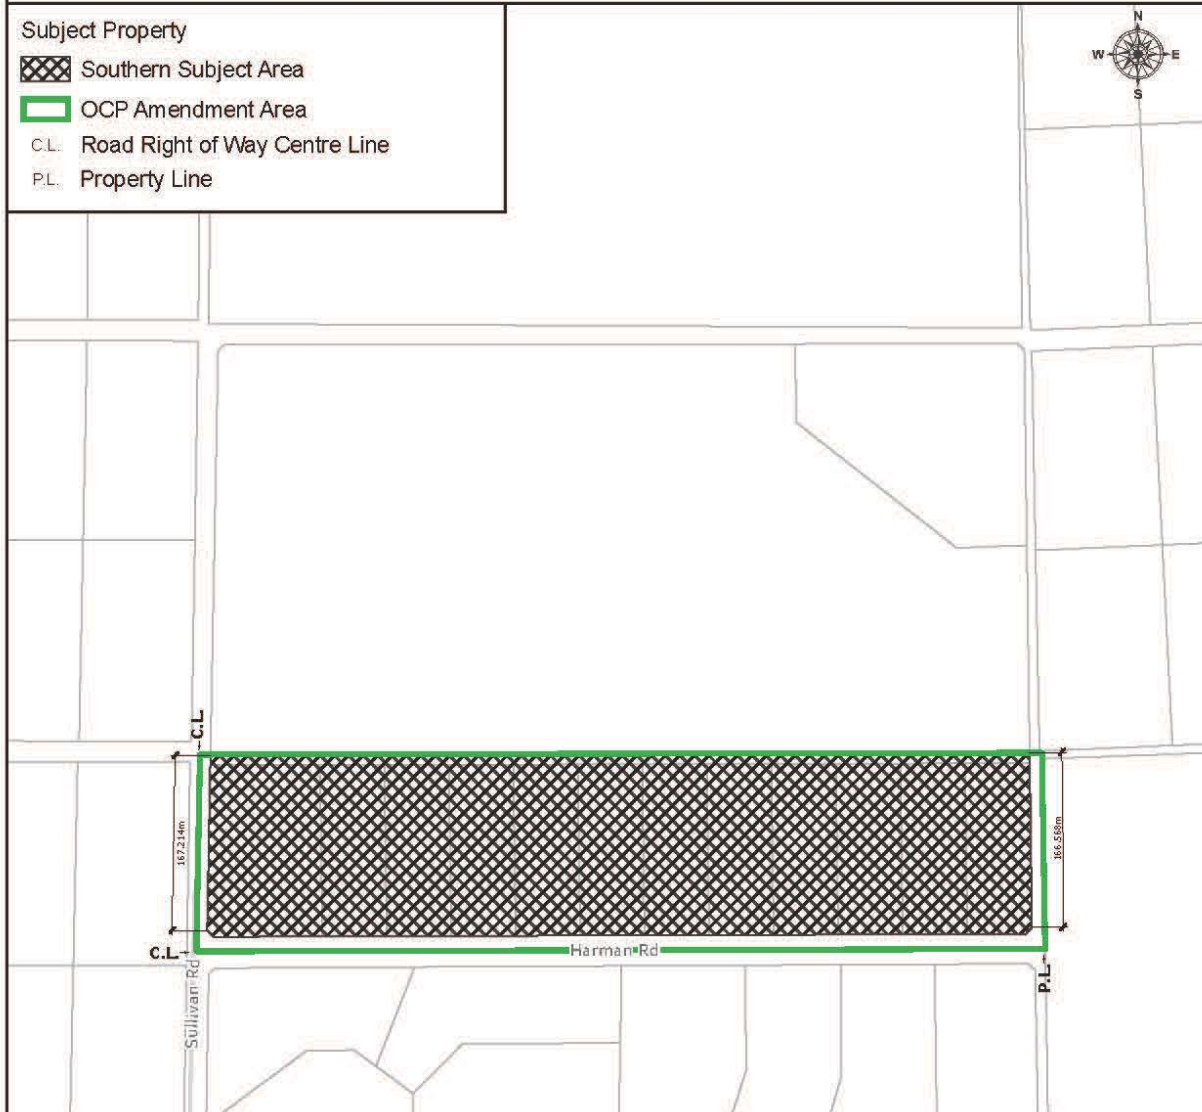 Subject Property
Southern Subject Area
OCP Amendment Area
C.L. Road Right of Way Centre Line
P.L. Property Line
N
W E
S
C.L.
167.214m
166.568m
C.L.
Harman Rd
Sullivan Rd
P.L.